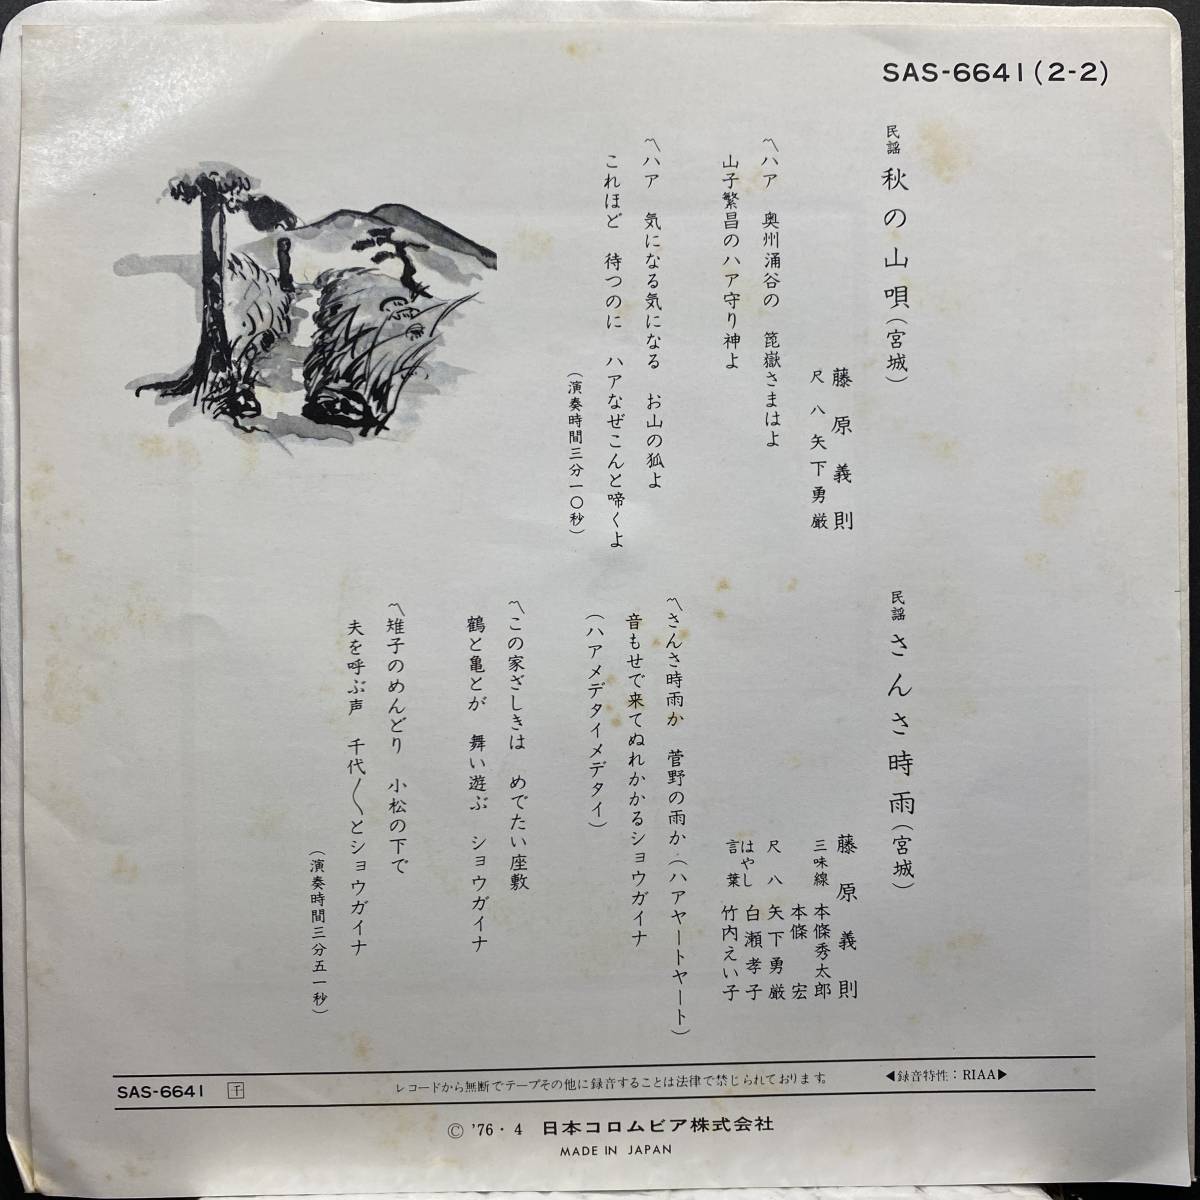 SAS-6641(2-2)
民謡 秋の山唄(宮城)
藤原義則
尺八 矢下勇厳
〽ハア 奥州涌谷の 箆嶽さまはよ
山子繁昌のハア守り神よ
〽ハア 気になる気になる お山の狐よ
これほど 待つのに ハアなぜこんと啼くよ
(演奏時間三分一〇秒)
民謡 さんさ時雨(宮城)
藤原義則
三味線 本條秀太郎
本條 宏
尺八 矢下勇厳
はやし 白瀬孝子
言葉 竹内えい子
〽さんさ時雨か 萱野の雨か(ハアヤートヤート)
音もせで来てぬれかかるショウガイナ
(ハアメデタイメデタイ)
〽この家ざしきは めでたい座敷
鶴と亀とが 舞い遊ぶ ショウガイナ
〽雉子のめんどり 小松の下で
夫を呼ぶ声 千代〱とショウガイナ
(演奏時間三分五一秒)
SAS-6641 干
レコードから無断でテープその他に録音することは法律で禁じられております。
◀録音特性:RIAA▶
© '76・4 日本コロムビア株式会社
MADE IN JAPAN